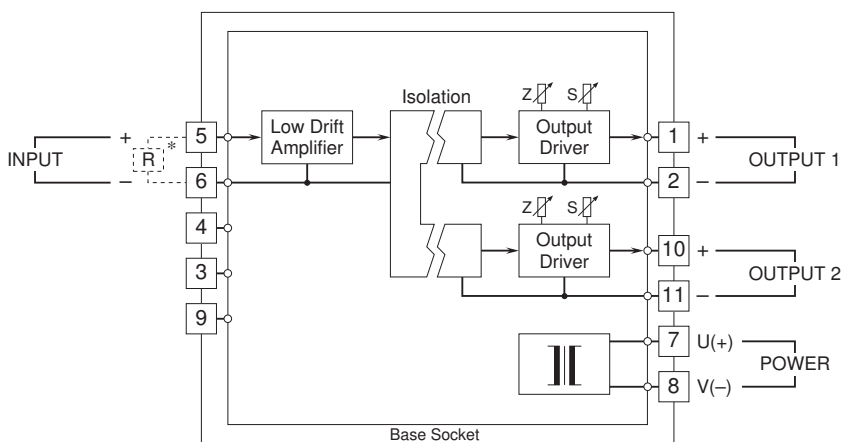 Isolation
Z S
Z S
INPUT
+
–
R
*
5
6
4
3
9
Low Drift
Amplifier
Output
Driver
Output
Driver
1 +
2 –
OUTPUT 1
10 +
11 –
OUTPUT 2
7 U(+)
8 V(–)
POWER
Base Socket